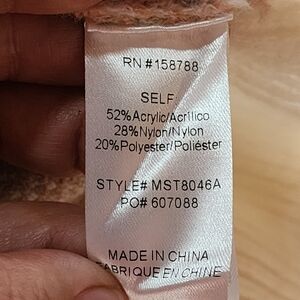 RN #158788
SELF
52%Acrylic/Acrílico
28%Nylon/Nylon
20%Polyester/Poliéster
STYLE# MST8046A
PO# 607088
MADE IN CHINA
FABRIQUE EN CHINE